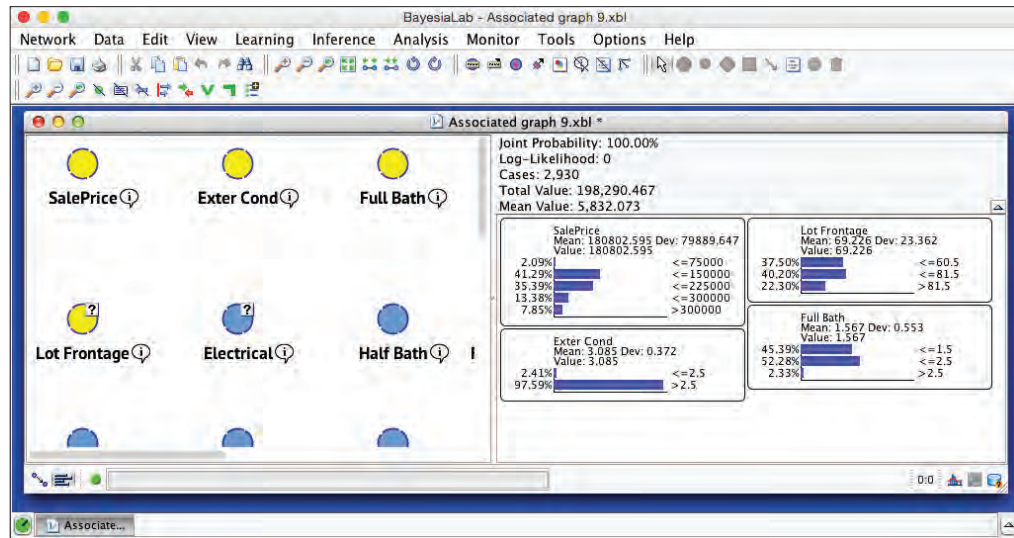 BayesiaLab - Associated graph 9.xbl
Network Data Edit View Learning Inference Analysis Monitor Tools Options Help
Associated graph 9.xbl *
SalePrice
Exter Cond
Full Bath
Lot Frontage
Electrical
Half Bath
Joint Probability: 100.00%
Log-Likelihood: 0
Cases: 2,930
Total Value: 198,290.467
Mean Value: 5,832.073
SalePrice
Mean: 180802.595 Dev: 79889.647
Value: 180802.595
2.09% <=75000
41.29% <=150000
35.39% <=225000
13.38% <=300000
7.85% >300000
Exter Cond
Mean: 3.085 Dev: 0.372
Value: 3.085
2.41% <=2.5
97.59% >2.5
Lot Frontage
Mean: 69.226 Dev: 23.362
Value: 69.226
37.50% <=60.5
40.20% <=81.5
22.30% >81.5
Full Bath
Mean: 1.567 Dev: 0.553
Value: 1.567
45.39% <=1.5
52.28% <=2.5
2.33% >2.5
0:0
Associate...